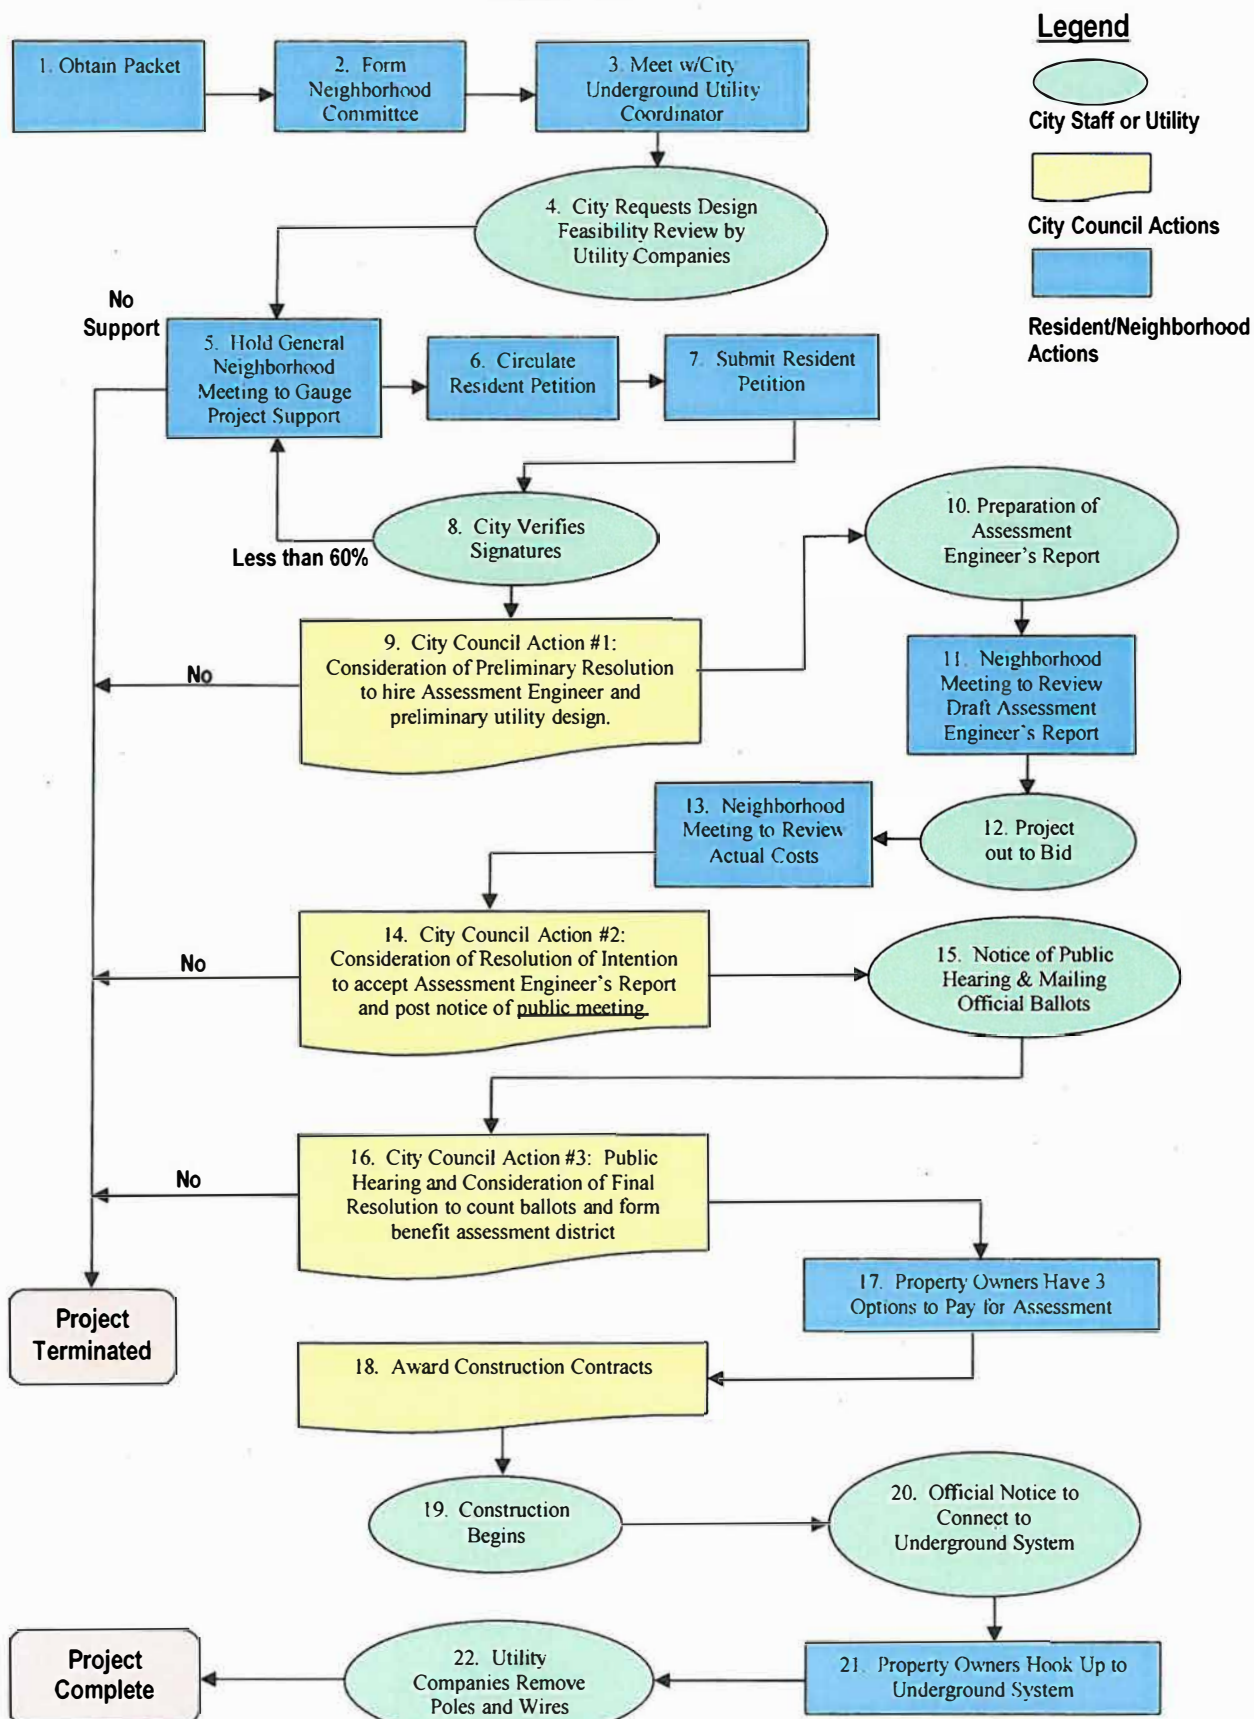 Legend
City Staff or Utility
City Council Actions
Resident/Neighborhood
Actions
1. Obtain Packet
2. Form
Neighborhood
Committee
3. Meet w/City
Underground Utility
Coordinator
4. City Requests Design
Feasibility Review by
Utility Companies
No
Support
5. Hold General
Neighborhood
Meeting to Gauge
Project Support
6. Circulate
Resident Petition
7. Submit Resident
Petition
8. City Verifies
Signatures
Less than 60%
9. City Council Action #1:
Consideration of Preliminary Resolution
to hire Assessment Engineer and
preliminary utility design.
No
10. Preparation of
Assessment
Engineer's Report
11. Neighborhood
Meeting to Review
Draft Assessment
Engineer's Report
12. Project
out to Bid
13. Neighborhood
Meeting to Review
Actual Costs
14. City Council Action #2:
Consideration of Resolution of Intention
to accept Assessment Engineer's Report
and post notice of public meeting
No
15. Notice of Public
Hearing & Mailing
Official Ballots
16. City Council Action #3: Public
Hearing and Consideration of Final
Resolution to count ballots and form
benefit assessment district
No
Project
Terminated
17. Property Owners Have 3
Options to Pay for Assessment
18. Award Construction Contracts
19. Construction
Begins
20. Official Notice to
Connect to
Underground System
21. Property Owners Hook Up to
Underground System
22. Utility
Companies Remove
Poles and Wires
Project
Complete